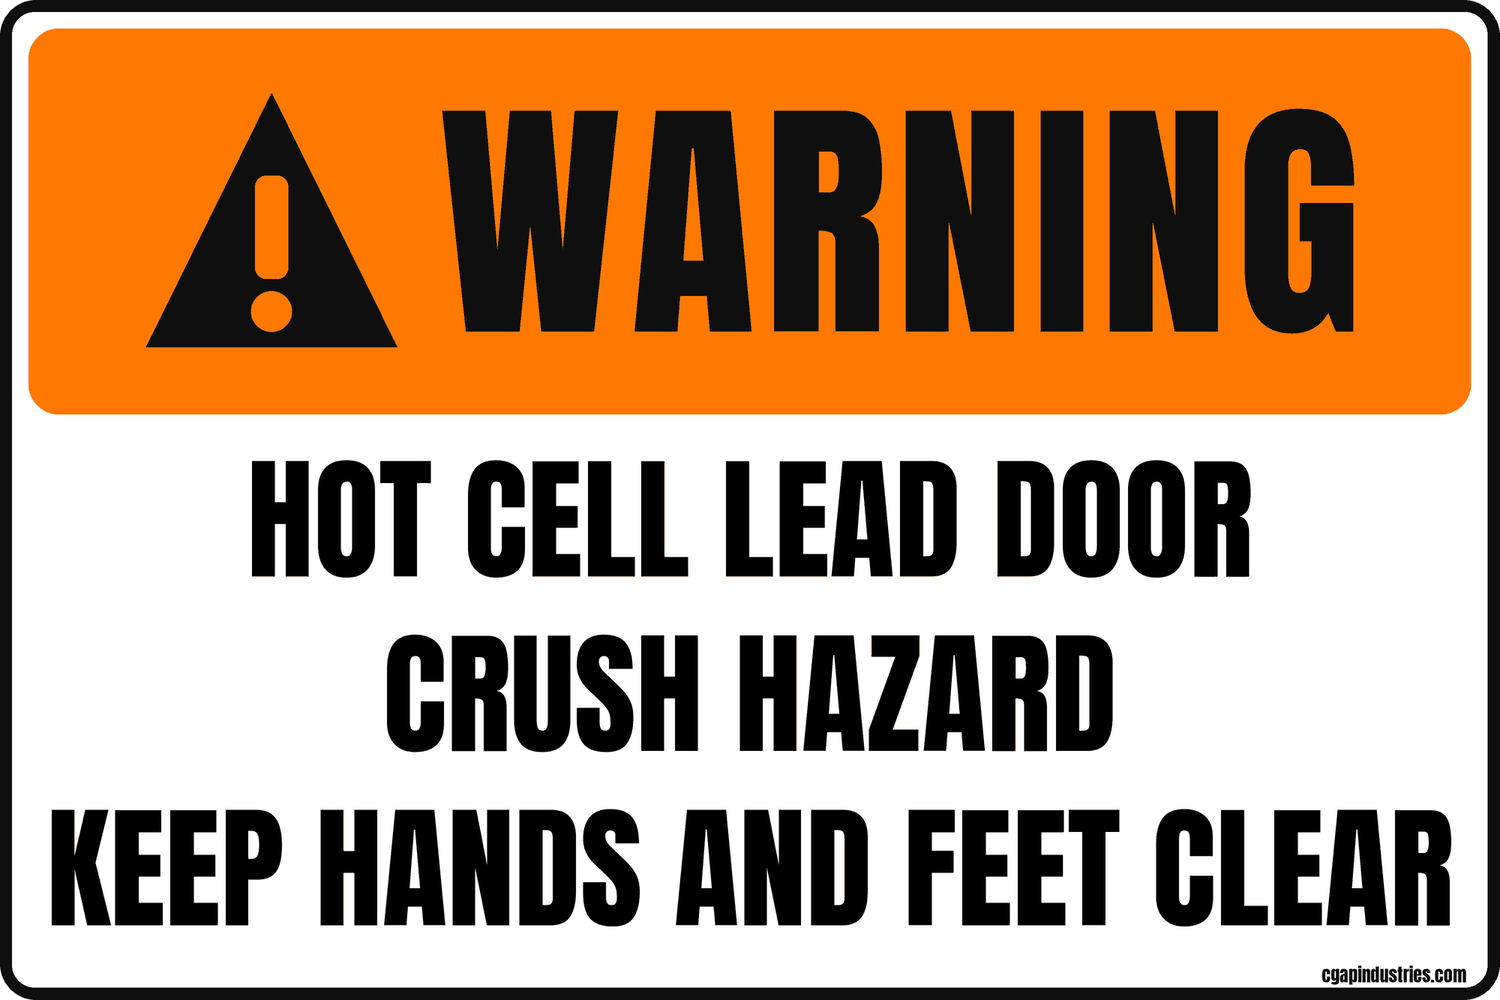 WARNING
HOT CELL LEAD DOOR
CRUSH HAZARD
KEEP HANDS AND FEET CLEAR
cgapindustries.com